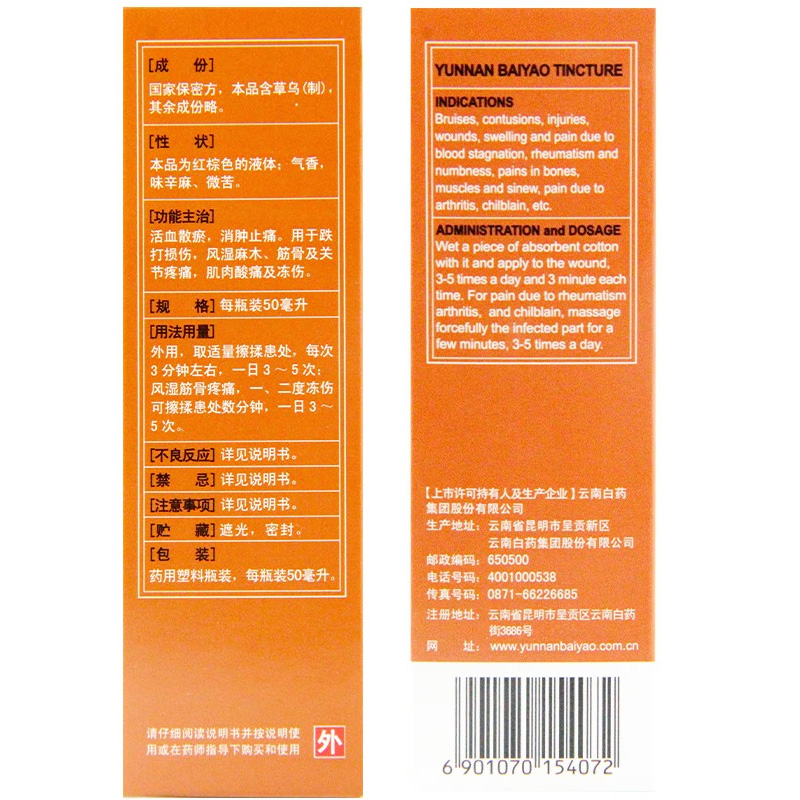 [成　份]
国家保密方，本品含草乌(制)，
其余成份略。
[性　状]
本品为红棕色的液体；气香，
味辛麻、微苦。
[功能主治]
活血散瘀，消肿止痛。用于跌
打损伤，风湿麻木、筋骨及关
节疼痛，肌肉酸痛及冻伤。
[规　格]每瓶装50毫升
[用法用量]
外用，取适量擦揉患处，每次
3分钟左右，一日3～5次；
风湿筋骨疼痛，一、二度冻伤
可擦揉患处数分钟，一日3～
5次。
[不良反应]详见说明书。
[禁　忌]详见说明书。
[注意事项]详见说明书。
[贮　藏]遮光，密封。
[包　装]
药用塑料瓶装，每瓶装50毫升。
请仔细阅读说明书并按说明使
用或在药师指导下购买和使用
外
YUNNAN BAIYAO TINCTURE
INDICATIONS
Bruises, contusions, injuries,
wounds, swelling and pain due to
blood stagnation, rheumatism and
numbness, pains in bones,
muscles and sinew, pain due to
arthritis, chilblain, etc.
ADMINISTRATION and DOSAGE
Wet a piece of absorbent cotton
with it and apply to the wound,
3-5 times a day and 3 minute each
time. For pain due to rheumatism
arthritis, and chilblain, massage
forcefully the infected part for a
few minutes, 3-5 times a day.
【上市许可持有人及生产企业】云南白药
集团股份有限公司
生产地址：云南省昆明市呈贡新区
云南白药集团股份有限公司
邮政编码：650500
电话号码：4001000538
传真号码：0871-66226685
注册地址：云南省昆明市呈贡区云南白药
街3686号
网　址：www.yunnanbaiyao.com.cn
6 901070 154072